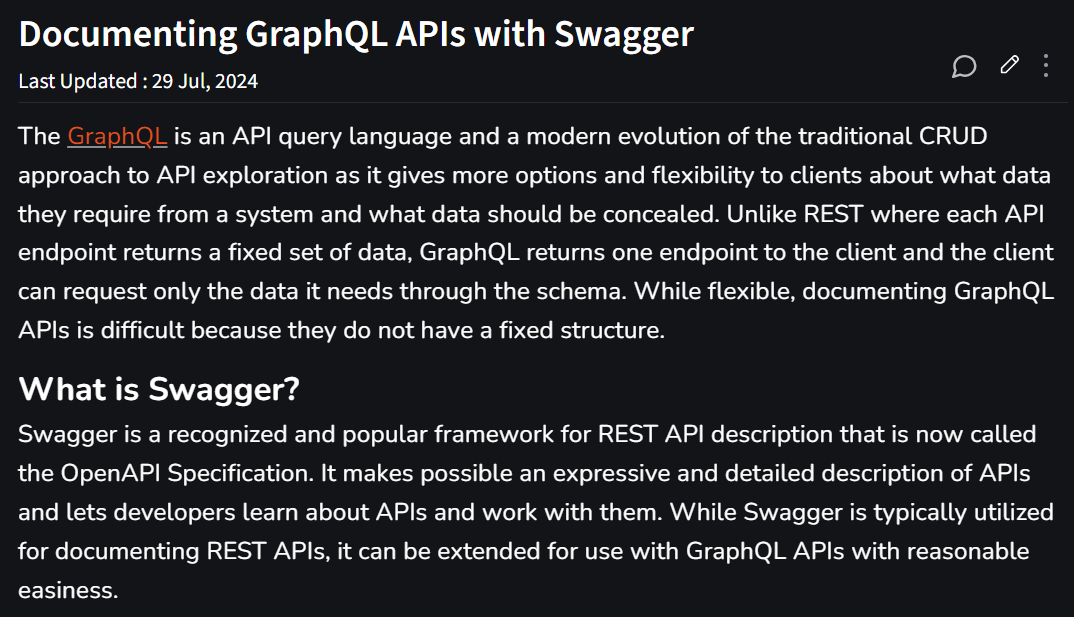 Documenting GraphQL APIs with Swagger
Last Updated : 29 Jul, 2024
The GraphQL is an API query language and a modern evolution of the traditional CRUD
approach to API exploration as it gives more options and flexibility to clients about what data
they require from a system and what data should be concealed. Unlike REST where each API
endpoint returns a fixed set of data, GraphQL returns one endpoint to the client and the client
can request only the data it needs through the schema. While flexible, documenting GraphQL
APIs is difficult because they do not have a fixed structure.
What is Swagger?
Swagger is a recognized and popular framework for REST API description that is now called
the OpenAPI Specification. It makes possible an expressive and detailed description of APIs
and lets developers learn about APIs and work with them. While Swagger is typically utilized
for documenting REST APIs, it can be extended for use with GraphQL APIs with reasonable
easiness.